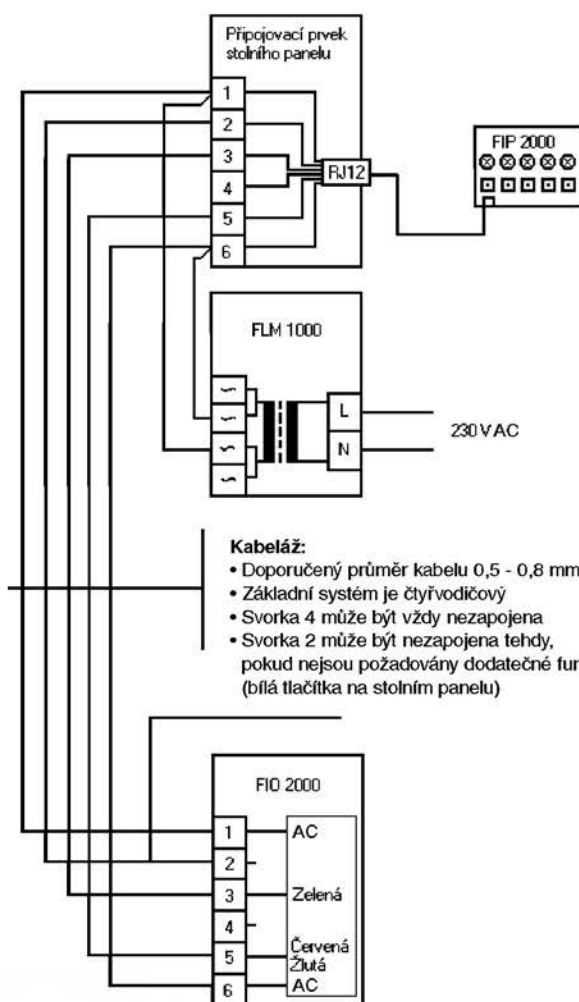 Připojovací prvek
stolního panelu
1
2
3
4
5
6
RJ12
FIP 2000
FLM 1000
L
N
230 V AC
Kabeláž:
• Doporučený průměr kabelu 0,5 - 0,8 mm
• Základní systém je čtyřvodičový
• Svorka 4 může být vždy nezapojena
• Svorka 2 může být nezapojena tehdy,
pokud nejsou požadovány dodatečné fun
(bílá tlačítka na stolním panelu)
FIO 2000
1 AC
2
3 Zelená
4
5 Červená
Žlutá
6 AC